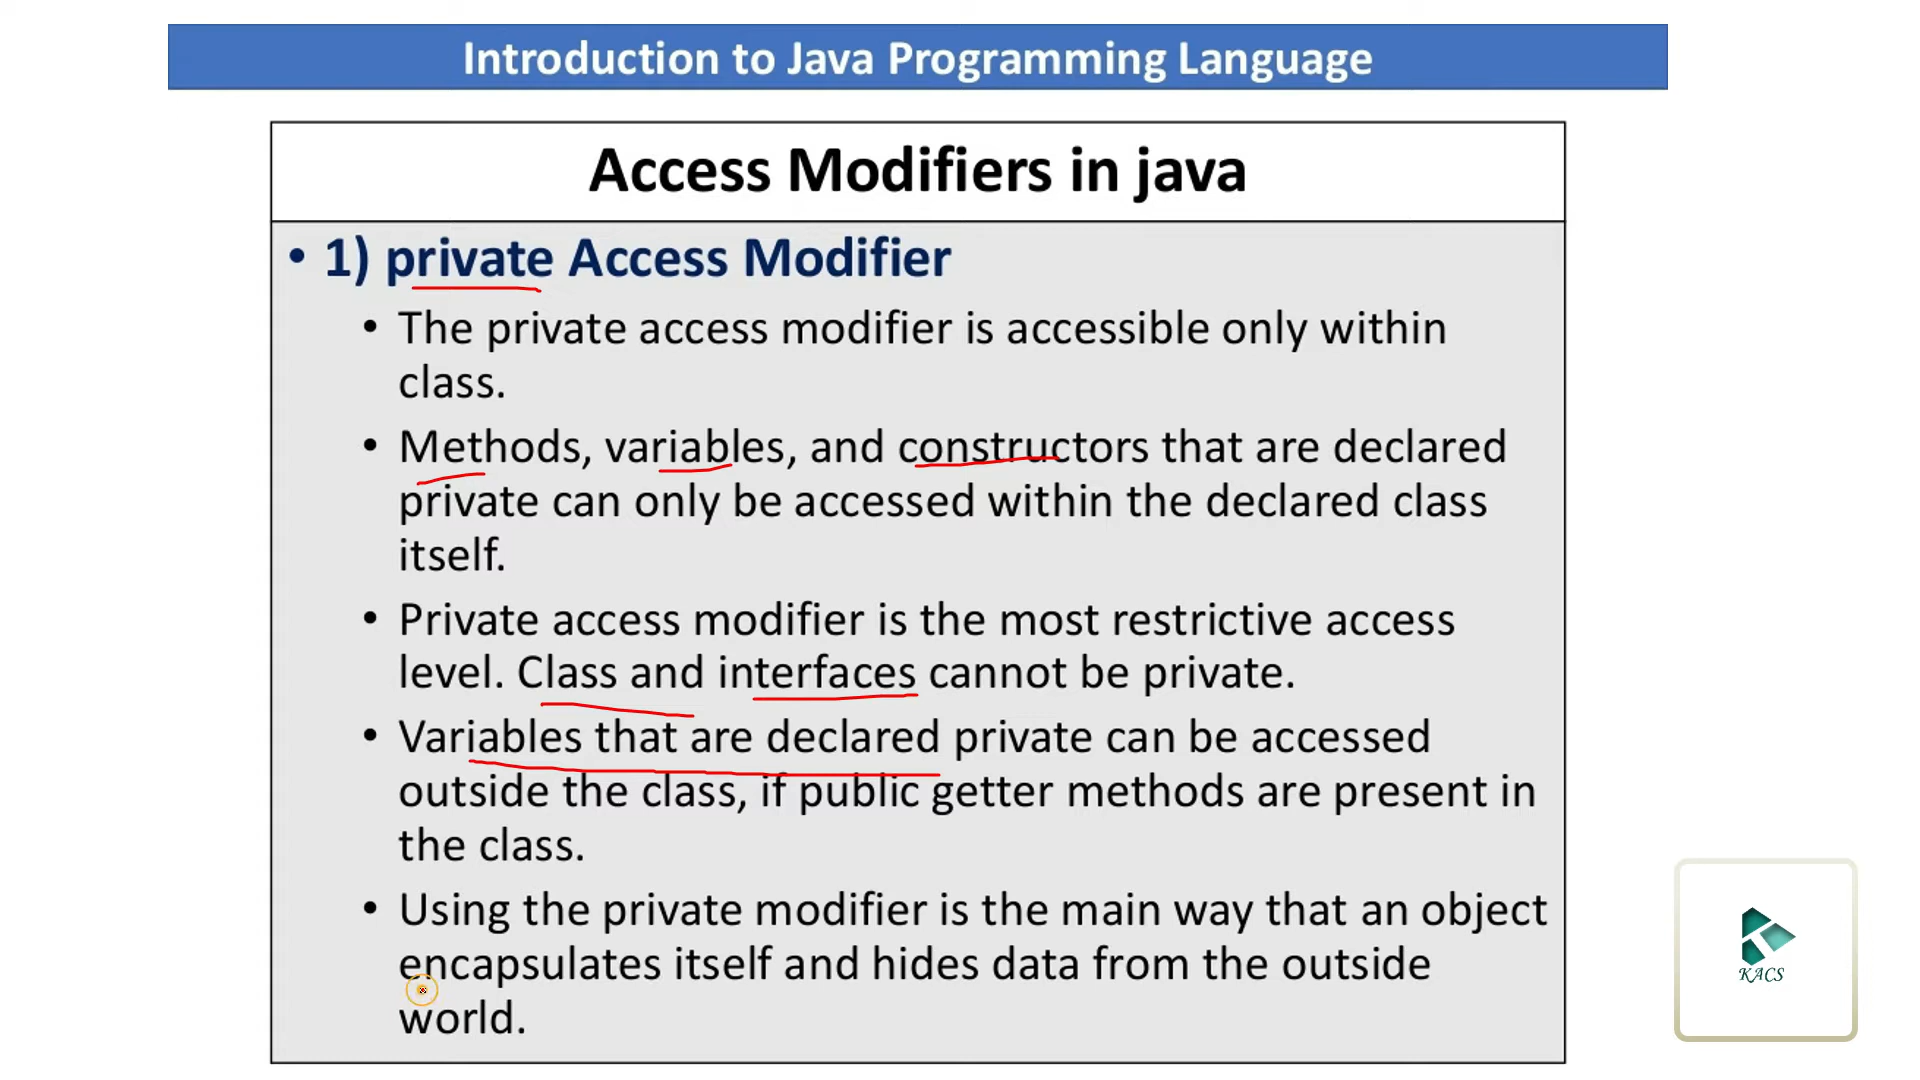 Introduction to Java Programming Language
Access Modifiers in java
• 1) private Access Modifier
• The private access modifier is accessible only within
class.
• Methods, variables, and constructors that are declared
private can only be accessed within the declared class
itself.
• Private access modifier is the most restrictive access
level. Class and interfaces cannot be private.
• Variables that are declared private can be accessed
outside the class, if public getter methods are present in
the class.
• Using the private modifier is the main way that an object
encapsulates itself and hides data from the outside
world.
KACS